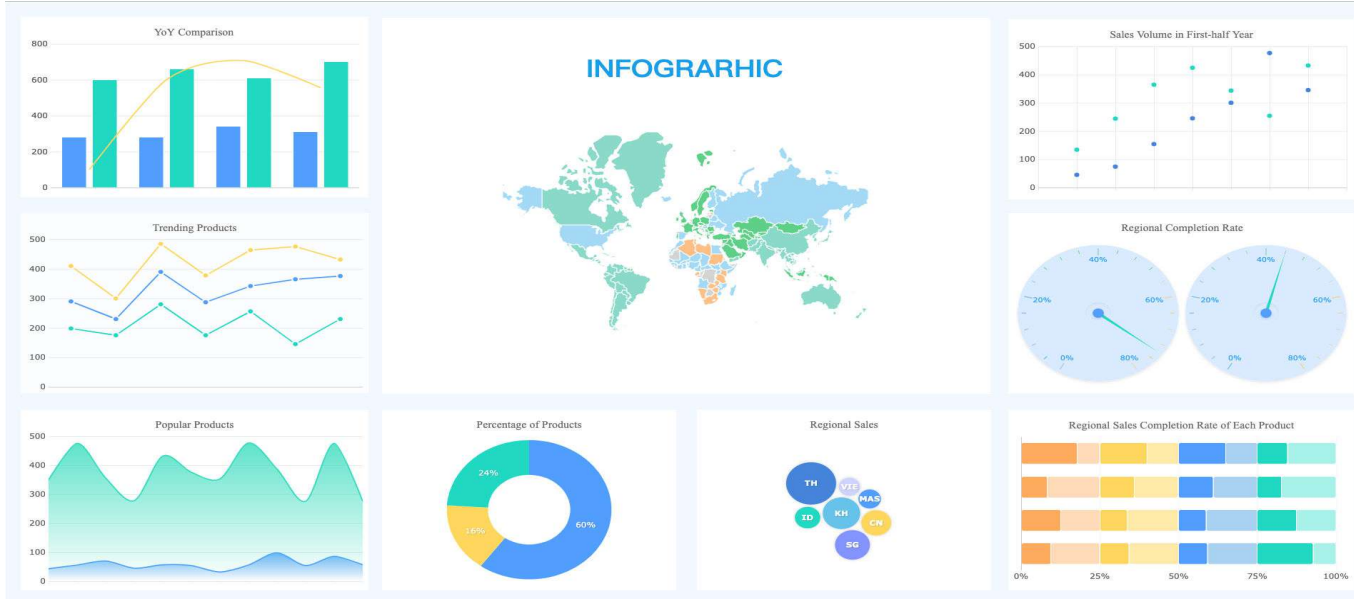 YoY Comparison
800
600
400
200
0
INFOGRARHIC
Sales Volume in First-half Year
500
400
300
200
100
0
Trending Products
500
400
300
200
100
0
Regional Completion Rate
40%
20%
60%
0%
80%
40%
20%
60%
0%
80%
Popular Products
500
400
300
200
100
0
Percentage of Products
24%
16%
60%
Regional Sales
TH
VIE
MAS
ID
KH
CN
SG
Regional Sales Completion Rate of Each Product
0% 25% 50% 75% 100%